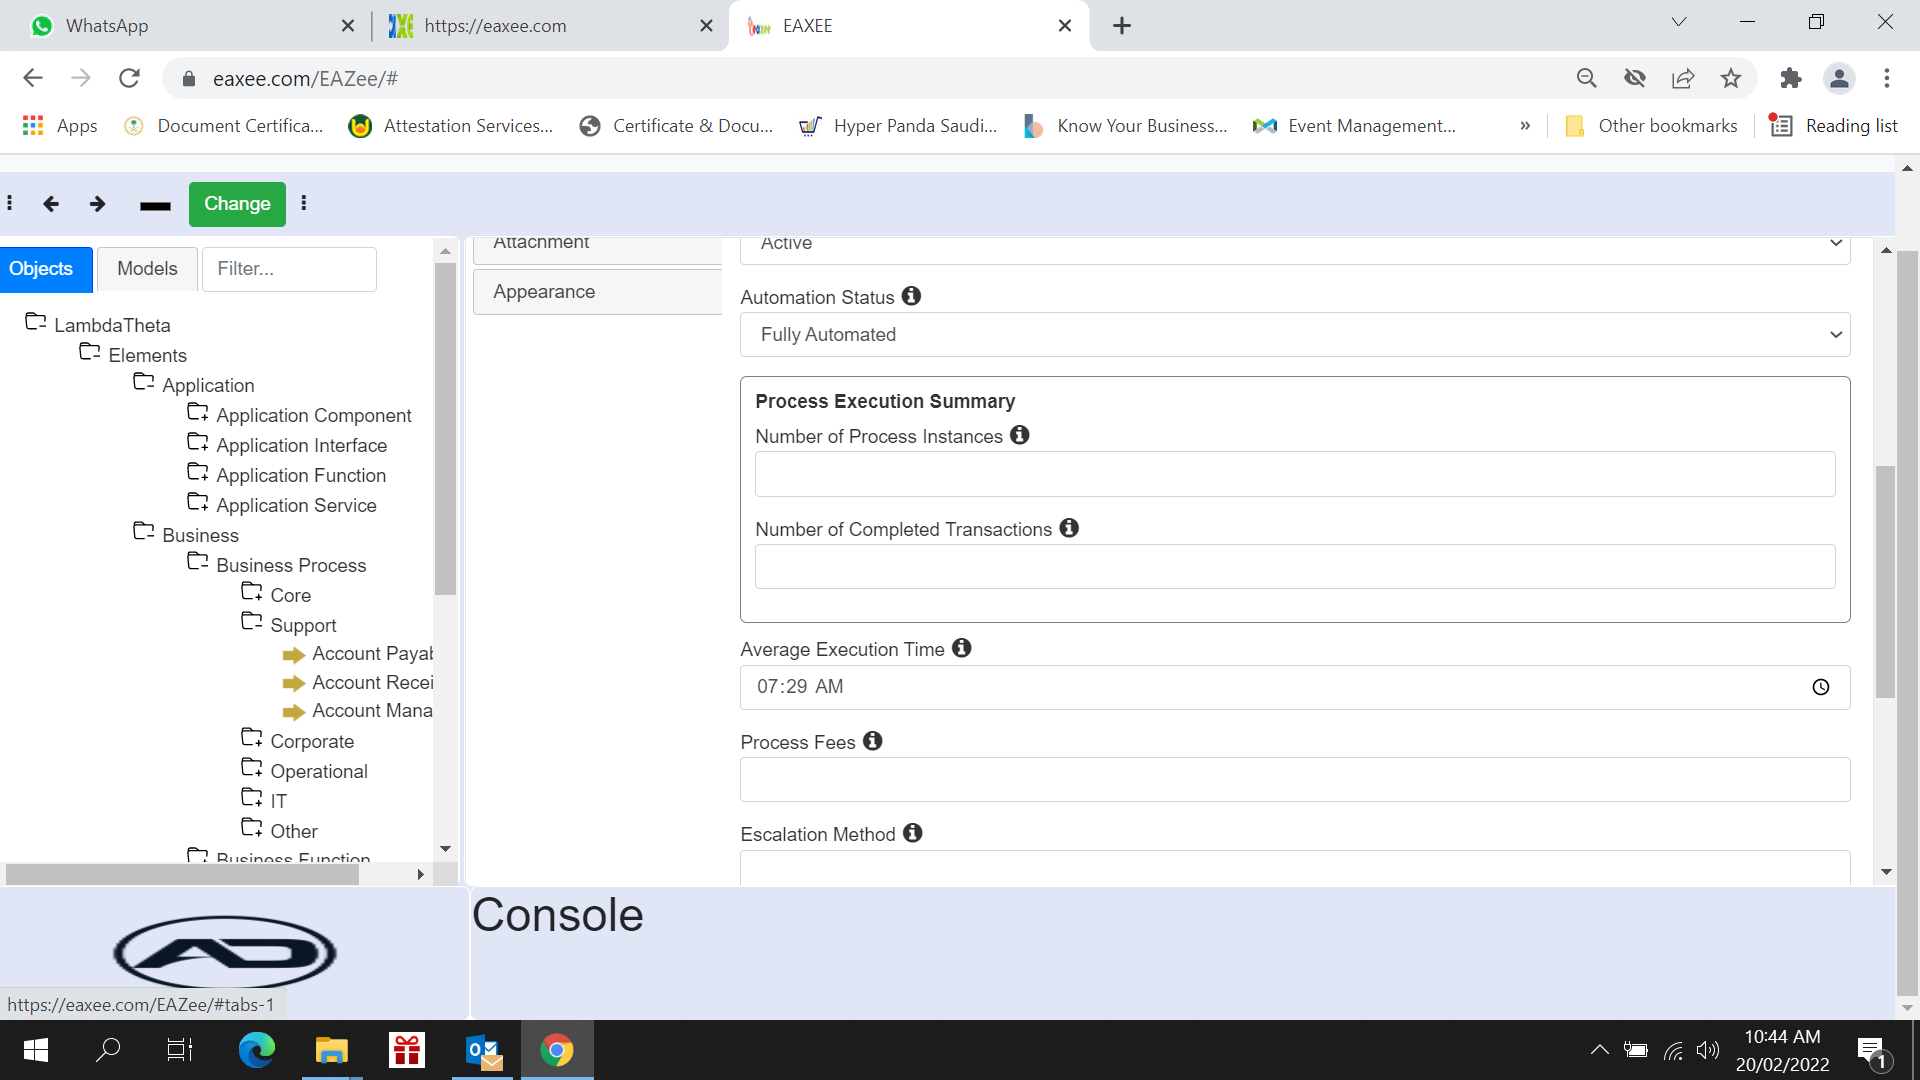 WhatsApp
https://eaxee.com
EAXEE
eaxee.com/EAZee/#
Apps
Document Certifica...
Attestation Services...
Certificate & Docu...
Hyper Panda Saudi...
Know Your Business...
Event Management...
»
Other bookmarks
Reading list
Change
Objects
Models
Filter...
LambdaTheta
Elements
Application
Application Component
Application Interface
Application Function
Application Service
Business
Business Process
Core
Support
Account Payab
Account Recei
Account Mana
Corporate
Operational
IT
Other
Business Function
Attachment
Appearance
Active
Automation Status
Fully Automated
Process Execution Summary
Number of Process Instances
Number of Completed Transactions
Average Execution Time
07:29 AM
Process Fees
Escalation Method
Console
AD
https://eaxee.com/EAZee/#tabs-1
10:44 AM
20/02/2022
1